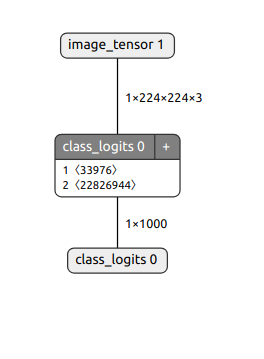 image_tensor 1
1×224×224×3
class_logits 0 +
1〈33976〉
2〈22826944〉
1×1000
class_logits 0